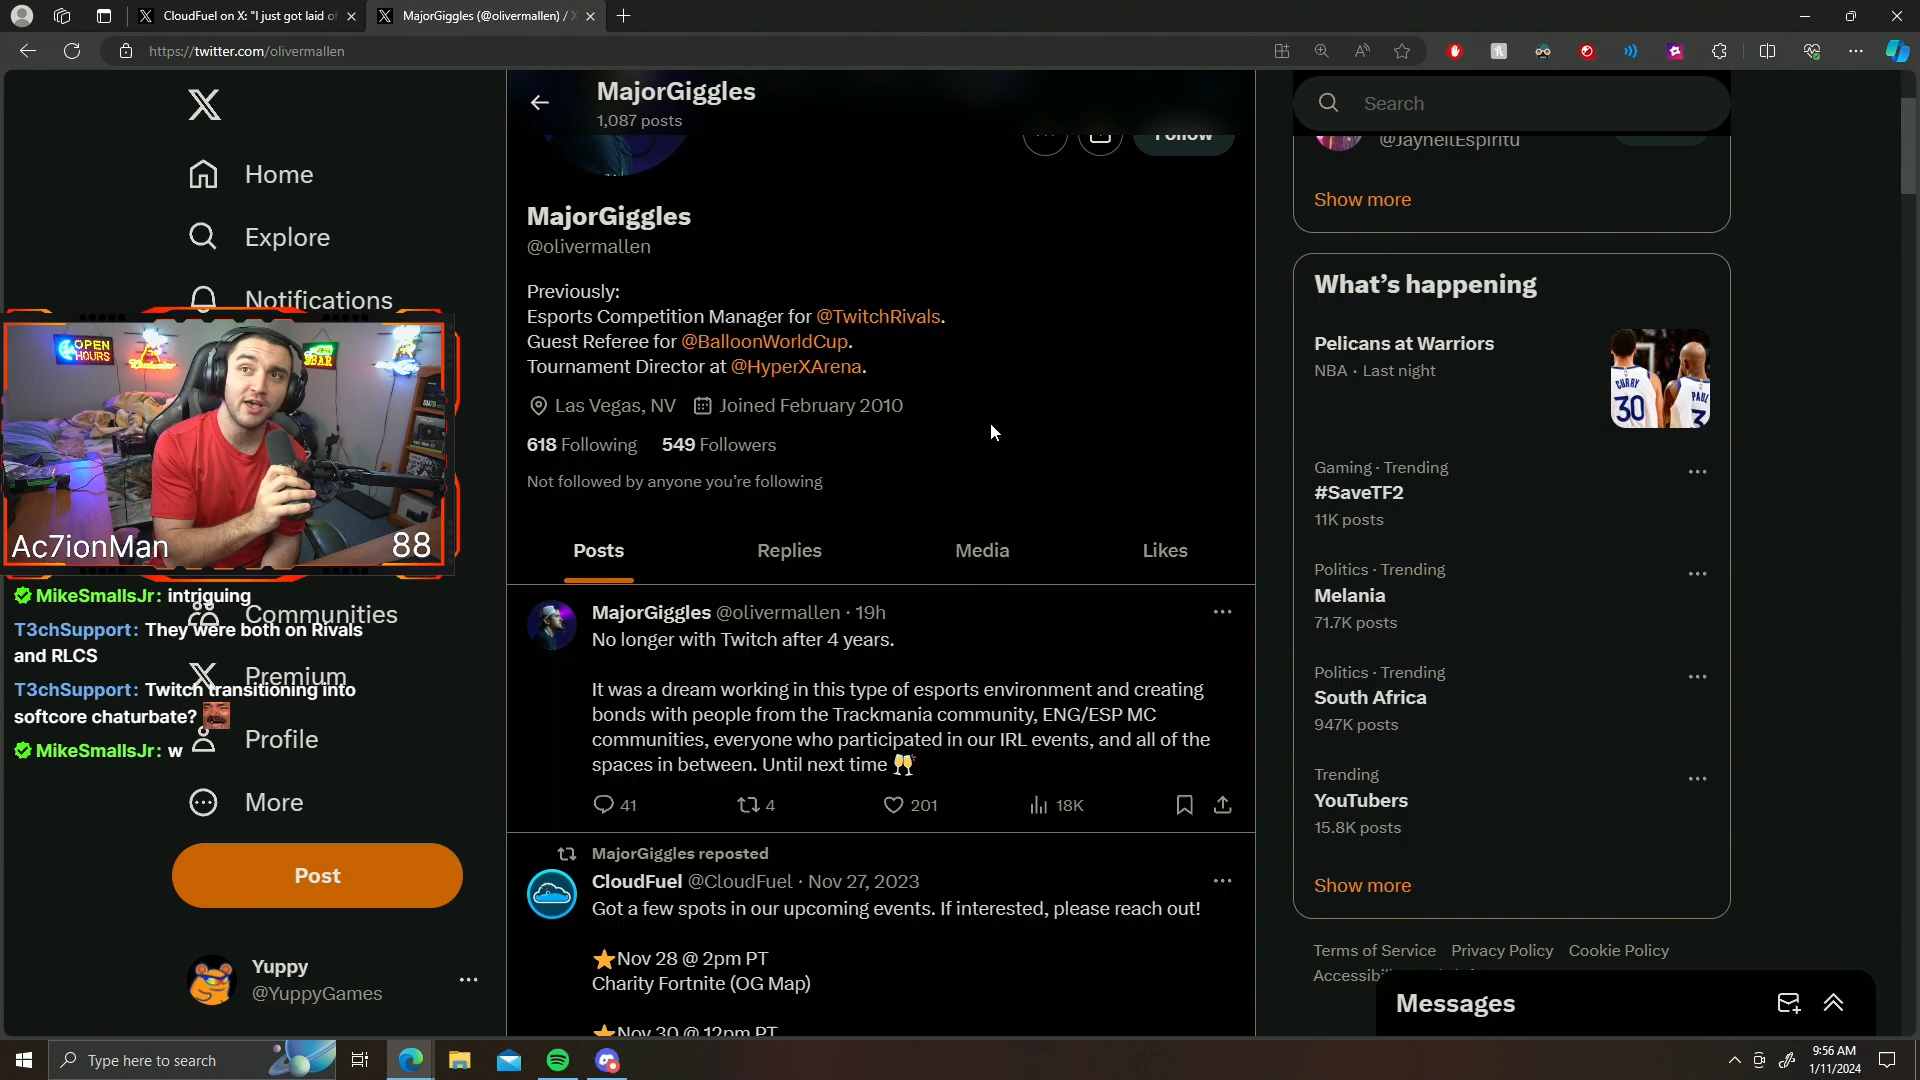 CloudFuel on X: "I just got laid o
MajorGiggles (@olivermallen) / X
https://twitter.com/olivermallen
MajorGiggles
1,087 posts
Follow
Search
@JayneitEspiritu
Show more
Home
Explore
Notifications
MajorGiggles
@olivermallen
Previously:
Esports Competition Manager for @TwitchRivals.
Guest Referee for @BalloonWorldCup.
Tournament Director at @HyperXArena.
Las Vegas, NV Joined February 2010
618 Following 549 Followers
Not followed by anyone you're following
Posts Replies Media Likes
MajorGiggles @olivermallen · 19h
No longer with Twitch after 4 years.
It was a dream working in this type of esports environment and creating
bonds with people from the Trackmania community, ENG/ESP MC
communities, everyone who participated in our IRL events, and all of the
spaces in between. Until next time 🥂
41 4 201 18K
MajorGiggles reposted
CloudFuel @CloudFuel · Nov 27, 2023
Got a few spots in our upcoming events. If interested, please reach out!
⭐Nov 28 @ 2pm PT
Charity Fortnite (OG Map)
⭐Nov 30 @ 12pm PT
What's happening
Pelicans at Warriors
NBA · Last night
CURRY
30
PAUL
3
Gaming · Trending
#SaveTF2
11K posts
Politics · Trending
Melania
71.7K posts
Politics · Trending
South Africa
947K posts
Trending
YouTubers
15.8K posts
Show more
Terms of Service Privacy Policy Cookie Policy
Messages
OPEN
HOURS
BAR
Ac7ionMan 88
MikeSmallsJr: intriguing
Communities
T3chSupport: They were both on Rivals
and RLCS
Premium
T3chSupport: Twitch transitioning into
softcore chaturbate?
Profile
MikeSmallsJr: w
More
Post
Yuppy
@YuppyGames
Type here to search
9:56 AM
1/11/2024